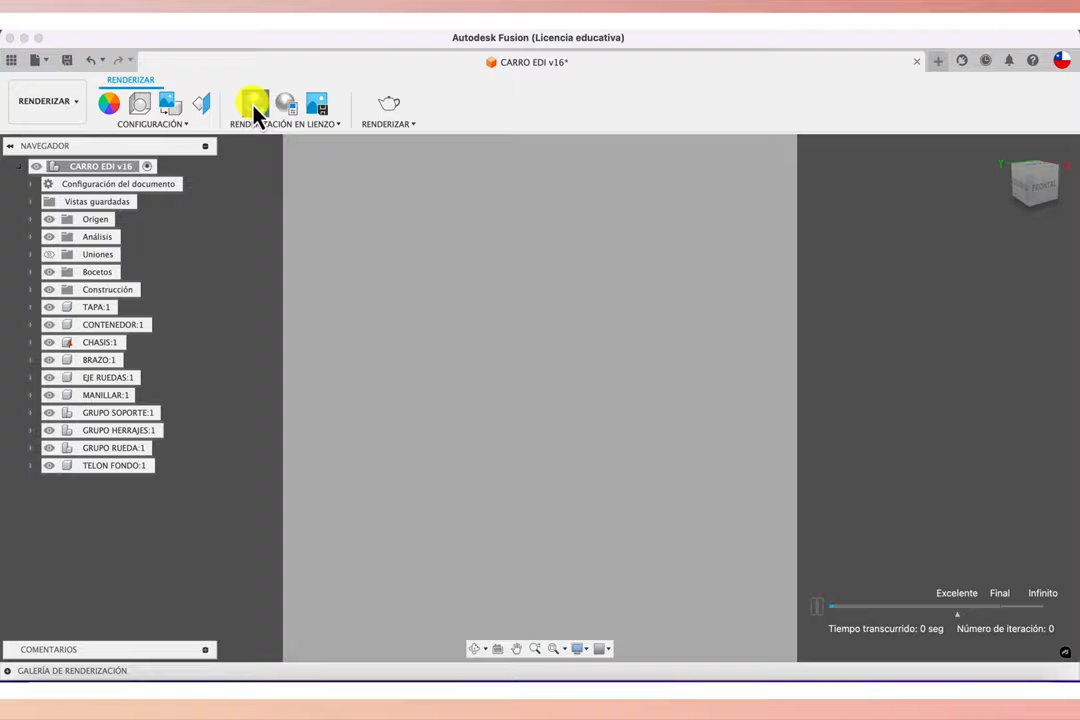 Autodesk Fusion (Licencia educativa)
CARRO EDI v16*
RENDERIZAR
RENDERIZAR
CONFIGURACIÓN
RENDERIZACIÓN EN LIENZO
RENDERIZAR
NAVEGADOR
CARRO EDI v16
Configuración del documento
Vistas guardadas
Origen
Análisis
Uniones
Bocetos
Construcción
TAPA:1
CONTENEDOR:1
CHASIS:1
BRAZO:1
EJE RUEDAS:1
MANILLAR:1
GRUPO SOPORTE:1
GRUPO HERRAJES:1
GRUPO RUEDA:1
TELON FONDO:1
Y
FRONTAL
Excelente Final Infinito
Tiempo transcurrido: 0 seg Número de iteración: 0
COMENTARIOS
GALERÍA DE RENDERIZACIÓN